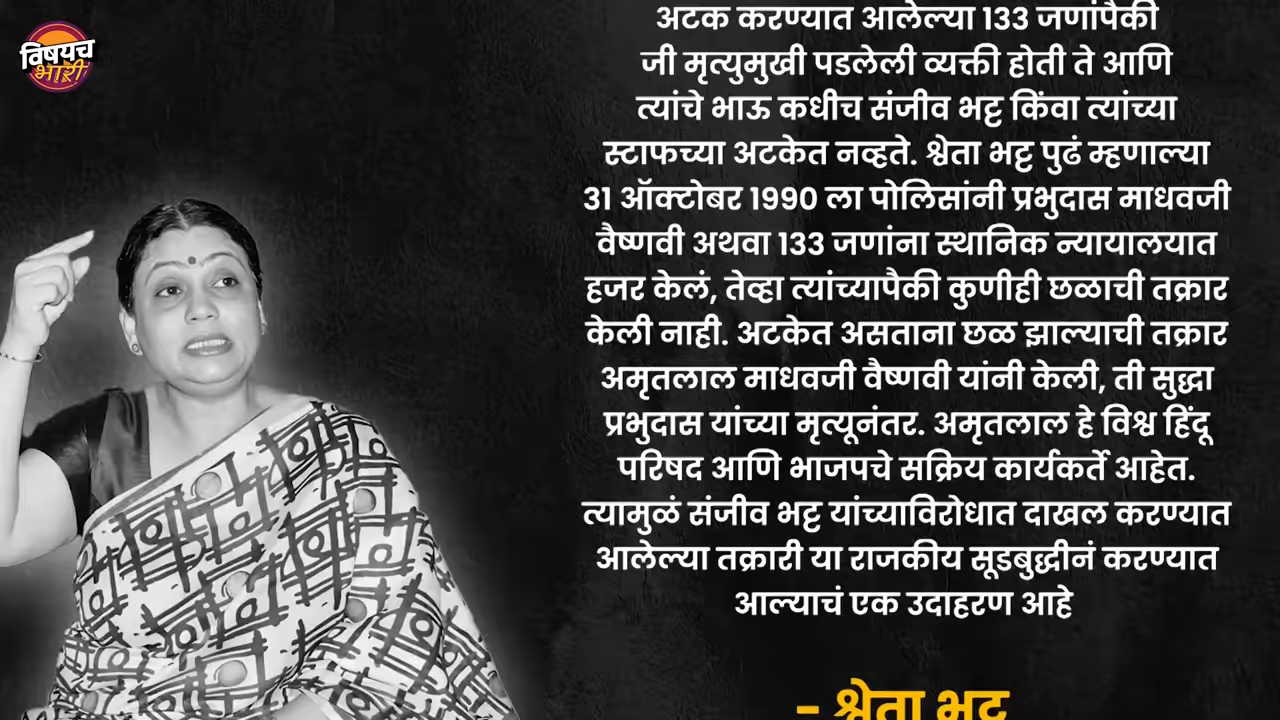 विषयच
भारी
अटक करण्यात आलेल्या 133 जणांपैकी
जी मृत्युमुखी पडलेली व्यक्ती होती ते आणि
त्यांचे भाऊ कधीच संजीव भट्ट किंवा त्यांच्या
स्टाफच्या अटकेत नव्हते. श्वेता भट्ट पुढं म्हणाल्या
31 ऑक्टोबर 1990 ला पोलिसांनी प्रभुदास माधवजी
वैष्णवी अथवा 133 जणांना स्थानिक न्यायालयात
हजर केलं, तेव्हा त्यांच्यापैकी कुणीही छळाची तक्रार
केली नाही. अटकेत असताना छळ झाल्याची तक्रार
अमृतलाल माधवजी वैष्णवी यांनी केली, ती सुद्धा
प्रभुदास यांच्या मृत्यूनंतर. अमृतलाल हे विश्व हिंदू
परिषद आणि भाजपचे सक्रिय कार्यकर्ते आहेत.
त्यामुळं संजीव भट्ट यांच्याविरोधात दाखल करण्यात
आलेल्या तक्रारी या राजकीय सूडबुद्धीनं करण्यात
आल्याचं एक उदाहरण आहे
- श्वेता भट्ट